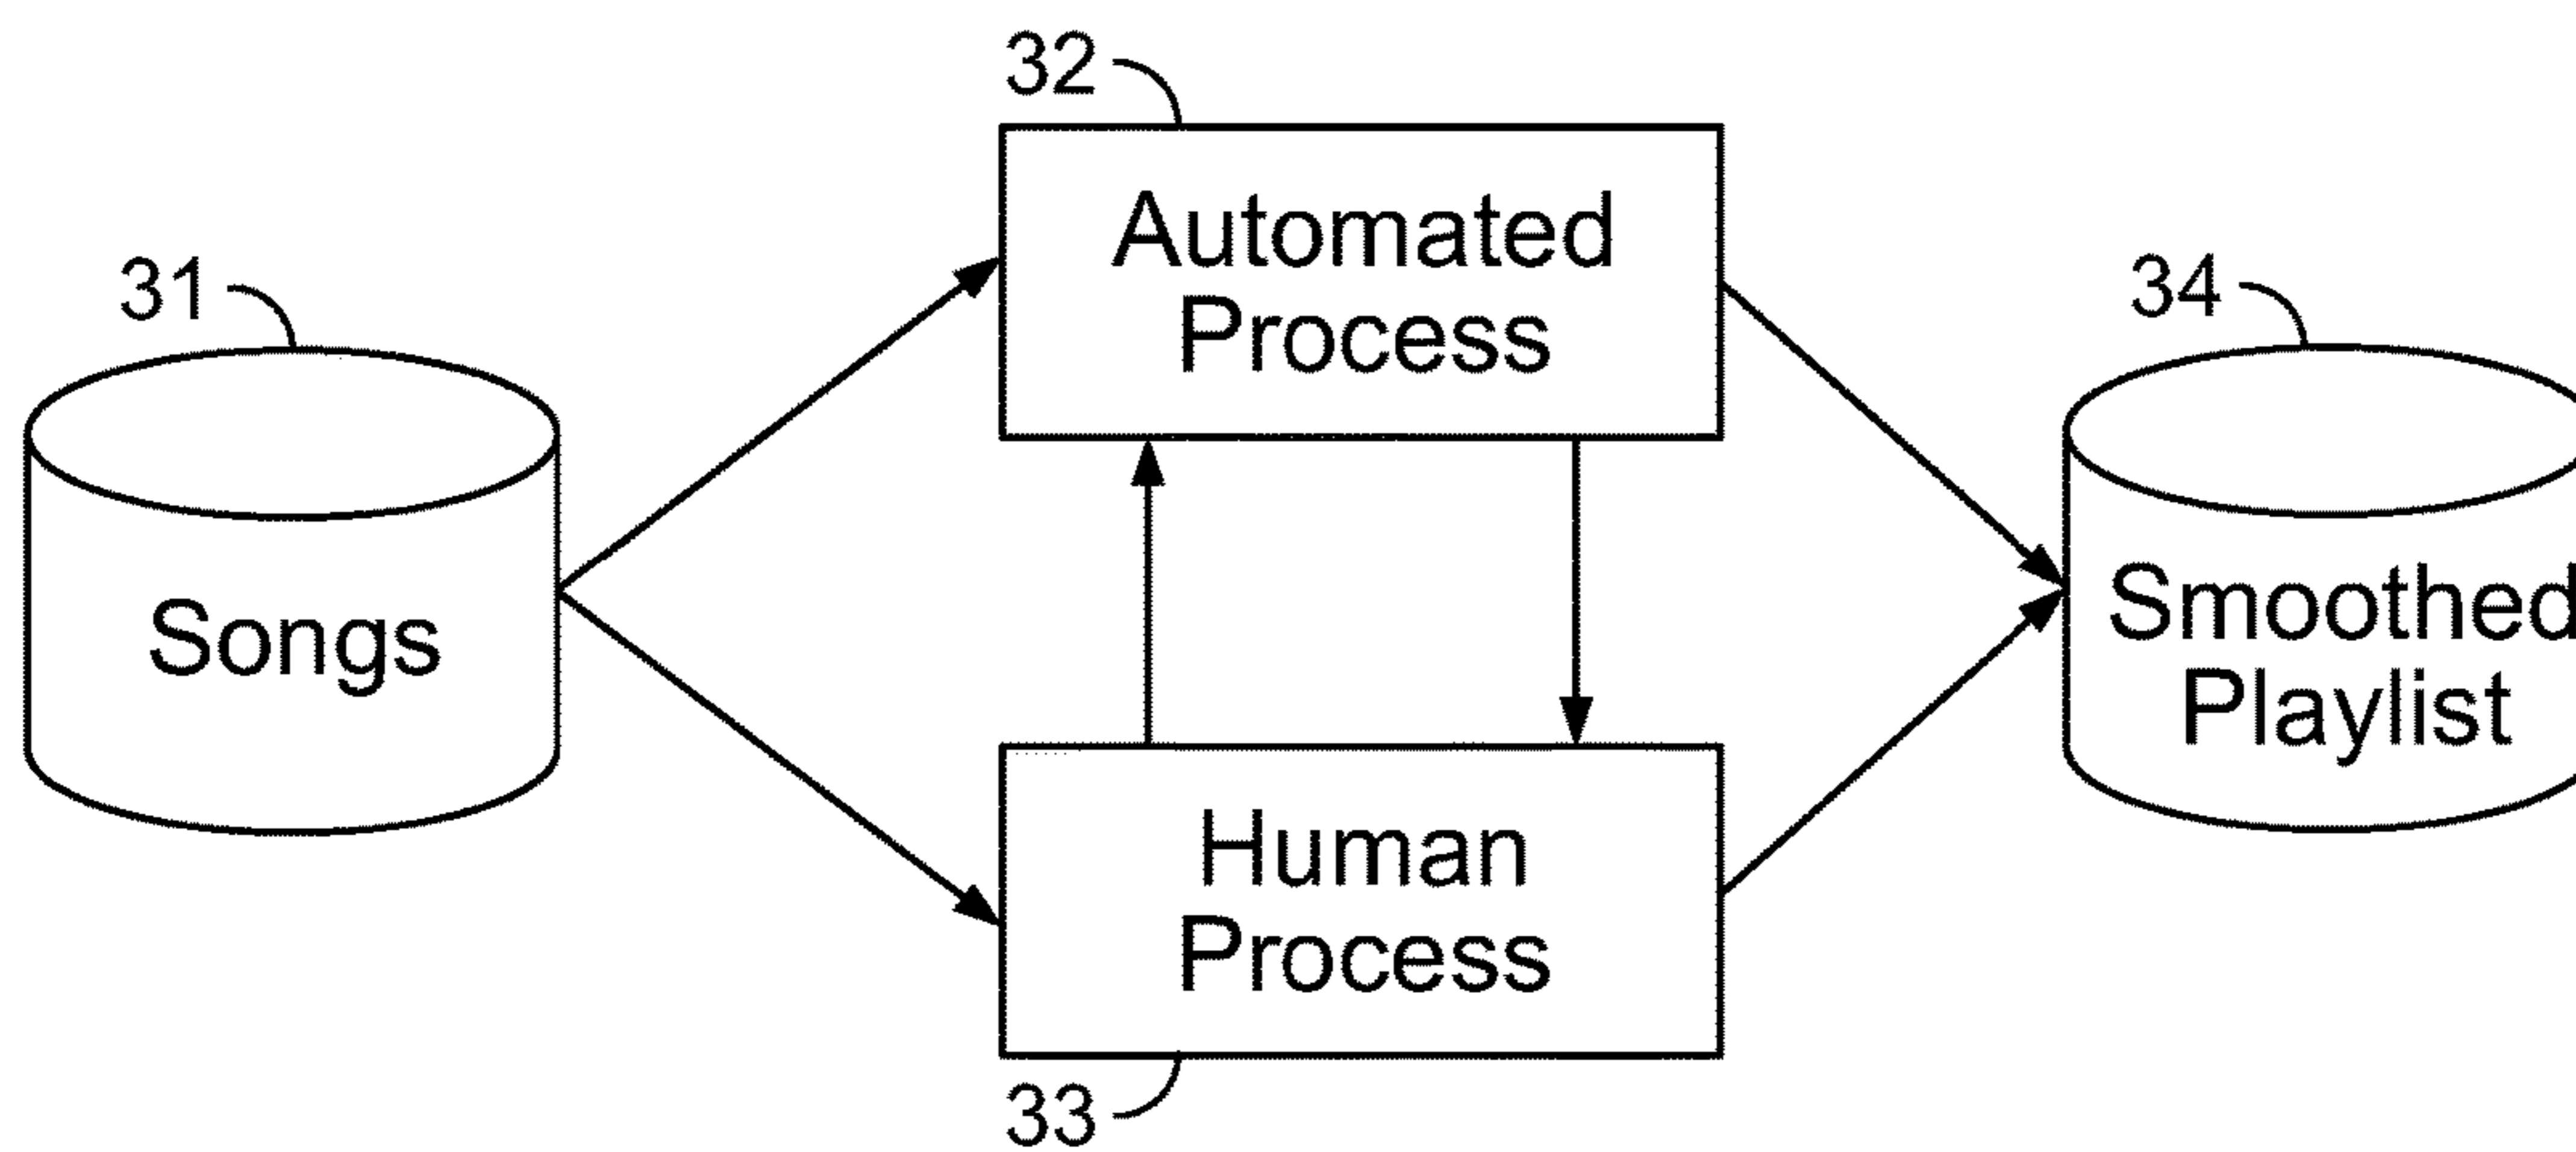 32
Automated
Process
31
Songs
34
Smoothed
Playlist
Human
Process
33